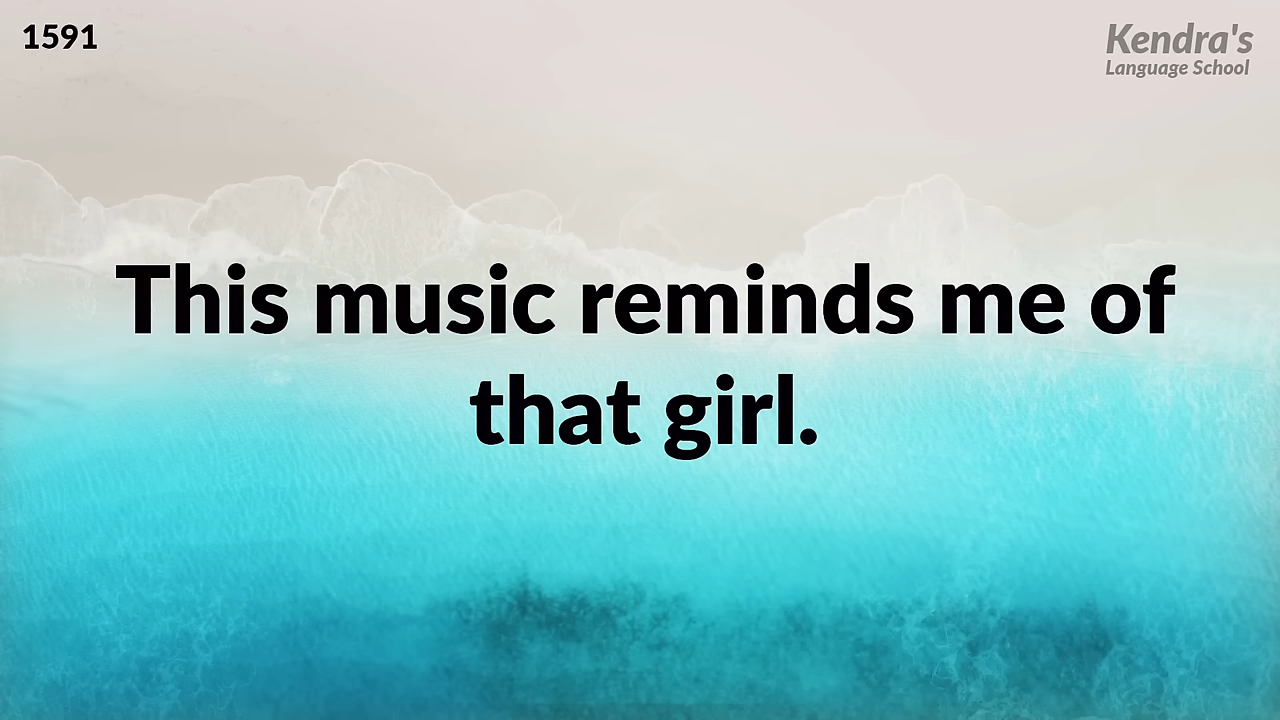 1591
Kendra's
Language School
This music reminds me of
that girl.